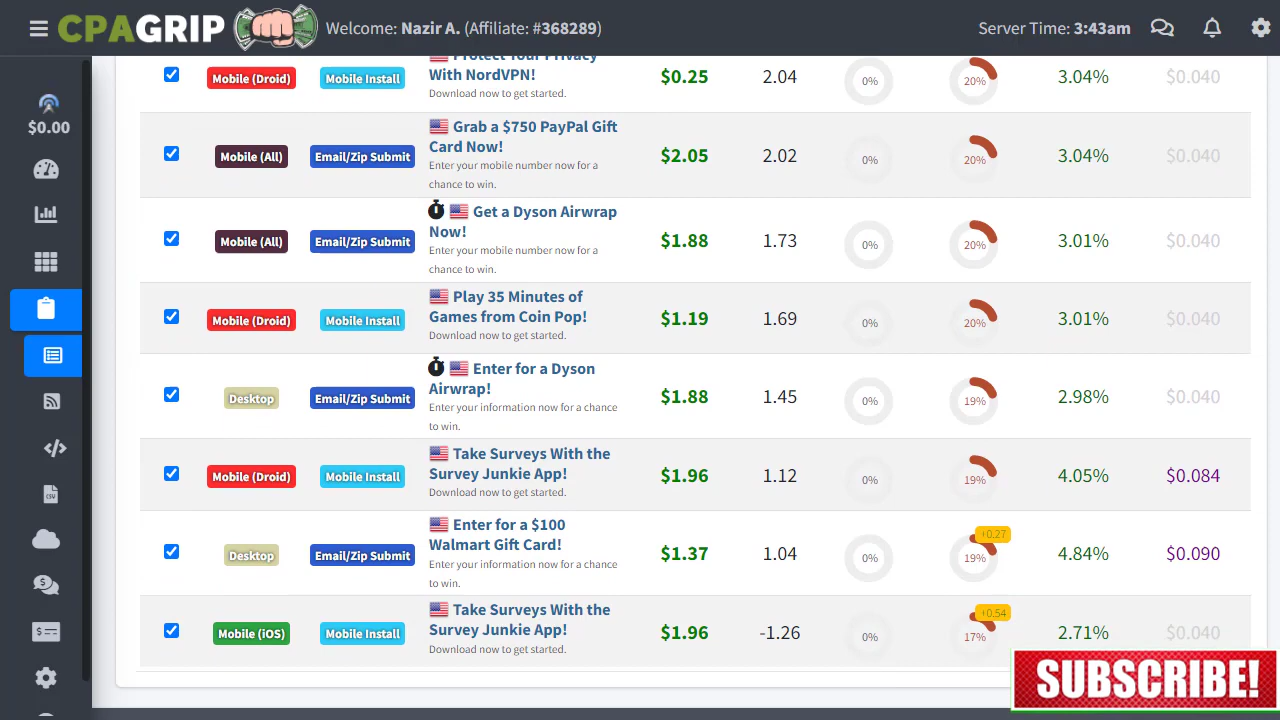 CPAGRIP Welcome: Nazir A. (Affiliate: #368289) Server Time: 3:43am
$0.00
Protect Your Privacy
With NordVPN!
Download now to get started.
Mobile (Droid) Mobile Install $0.25 2.04 0% 20% 3.04% $0.040
Grab a $750 PayPal Gift
Card Now!
Enter your mobile number now for a
chance to win.
Mobile (All) Email/Zip Submit $2.05 2.02 0% 20% 3.04% $0.040
Get a Dyson Airwrap
Now!
Enter your mobile number now for a
chance to win.
Mobile (All) Email/Zip Submit $1.88 1.73 0% 20% 3.01% $0.040
Play 35 Minutes of
Games from Coin Pop!
Download now to get started.
Mobile (Droid) Mobile Install $1.19 1.69 0% 20% 3.01% $0.040
Enter for a Dyson
Airwrap!
Enter your information now for a chance
to win.
Desktop Email/Zip Submit $1.88 1.45 0% 19% 2.98% $0.040
Take Surveys With the
Survey Junkie App!
Download now to get started.
Mobile (Droid) Mobile Install $1.96 1.12 0% 19% 4.05% $0.084
Enter for a $100
Walmart Gift Card!
Enter your information now for a chance
to win.
Desktop Email/Zip Submit $1.37 1.04 0% +0.27 19% 4.84% $0.090
Take Surveys With the
Survey Junkie App!
Download now to get started.
Mobile (iOS) Mobile Install $1.96 -1.26 0% +0.54 17% 2.71% $0.040
CSV
SUBSCRIBE!